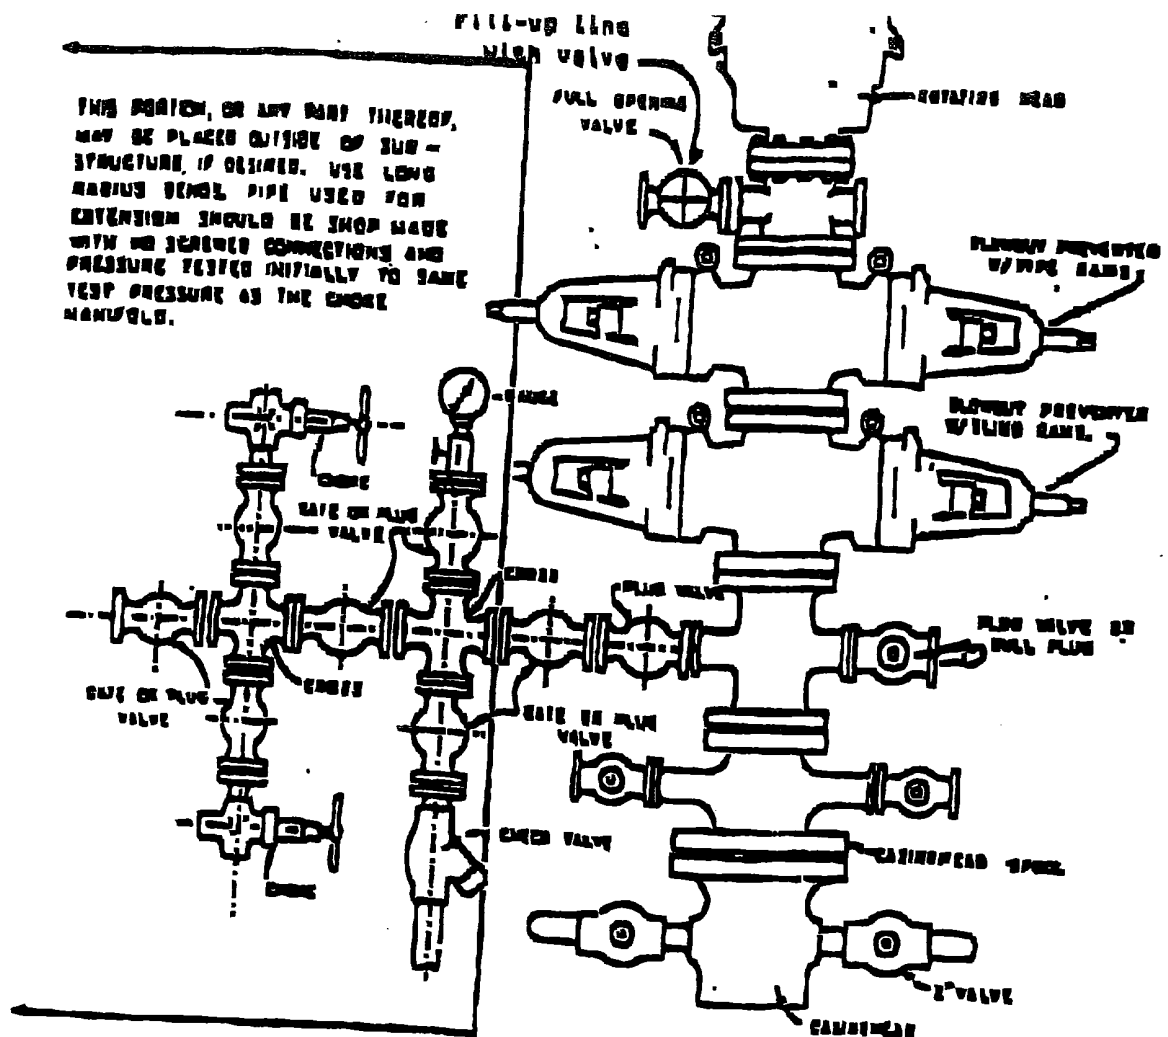 Fill-up line
with valve
FULL OPENING
VALVE
ROTATING HEAD
THIS PORTION, OR ANY PART THEREOF,
MAY BE PLACED OUTSIDE OF SUB-
STRUCTURE, IF DESIRED. USE LONG
RADIUS BENDS. PIPE USED FOR
EXTENSION SHOULD BE SHOP MADE
WITH NO SCREWED CONNECTIONS AND
PRESSURE TESTED INITIALLY TO SAME
TEST PRESSURE AS THE CHOKE
MANIFOLD.
BLOWOUT PREVENTER
W/PIPE RAMS.
GAUGE
BLOWOUT PREVENTER
W/BLIND RAMS.
CHOKE
GATE OR PLUG
VALVE
CROSS
PLUG VALVE
PLUG VALVE OR
BULL PLUG
GATE OR PLUG
VALVE
CROSS
GATE OR PLUG
VALVE
CHECK VALVE
CASINGHEAD SPOOL
CHOKE
2" VALVE
CASINGHEAD